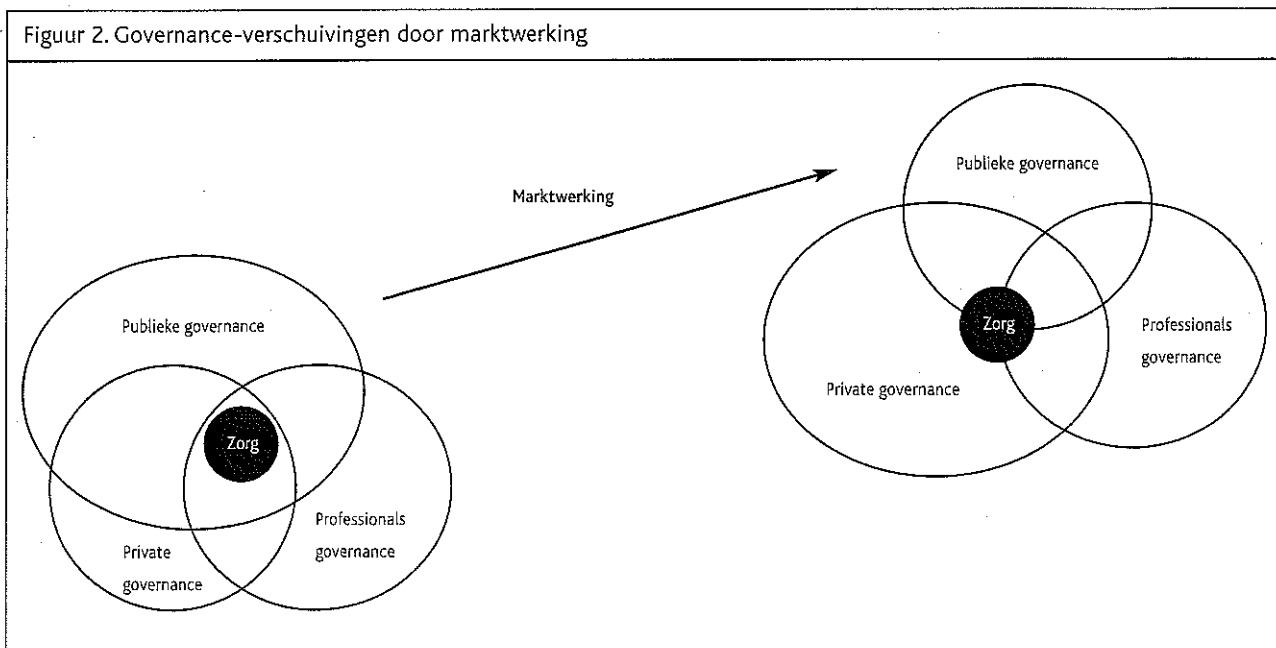 Figuur 2. Governance-verschuivingen door marktwerking
Publieke governance
Marktwerking
Zorg
Professionals
governance
Private governance
Publieke governance
Zorg
Professionals
governance
Private
governance